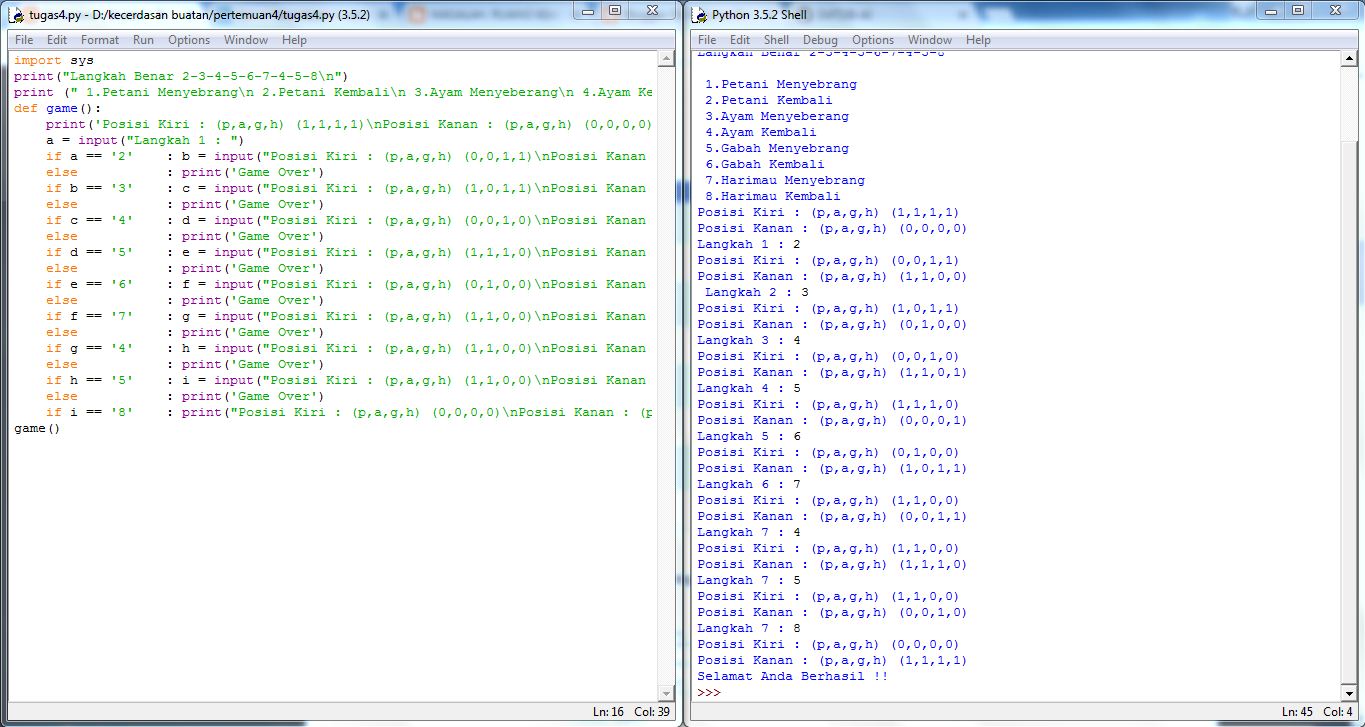 tugas4.py - D:/kecerdasan buatan/pertemuan4/tugas4.py (3.5.2)
File Edit Format Run Options Window Help
import sys
print("Langkah Benar 2-3-4-5-6-7-4-5-8\n")
print (" 1.Petani Menyebrang\n 2.Petani Kembali\n 3.Ayam Menyeberang\n 4.Ayam Ke
def game():
    print('Posisi Kiri : (p,a,g,h) (1,1,1,1)\nPosisi Kanan : (p,a,g,h) (0,0,0,0)
    a = input("Langkah 1 : ")
    if a == '2'    : b = input("Posisi Kiri : (p,a,g,h) (0,0,1,1)\nPosisi Kanan
    else           : print('Game Over')
    if b == '3'    : c = input("Posisi Kiri : (p,a,g,h) (1,0,1,1)\nPosisi Kanan
    else           : print('Game Over')
    if c == '4'    : d = input("Posisi Kiri : (p,a,g,h) (0,0,1,0)\nPosisi Kanan
    else           : print('Game Over')
    if d == '5'    : e = input("Posisi Kiri : (p,a,g,h) (1,1,1,0)\nPosisi Kanan
    else           : print('Game Over')
    if e == '6'    : f = input("Posisi Kiri : (p,a,g,h) (0,1,0,0)\nPosisi Kanan
    else           : print('Game Over')
    if f == '7'    : g = input("Posisi Kiri : (p,a,g,h) (1,1,0,0)\nPosisi Kanan
    else           : print('Game Over')
    if g == '4'    : h = input("Posisi Kiri : (p,a,g,h) (1,1,0,0)\nPosisi Kanan
    else           : print('Game Over')
    if h == '5'    : i = input("Posisi Kiri : (p,a,g,h) (1,1,0,0)\nPosisi Kanan
    else           : print('Game Over')
    if i == '8'    : print("Posisi Kiri : (p,a,g,h) (0,0,0,0)\nPosisi Kanan : (p
game()
Ln: 16 Col: 39
Python 3.5.2 Shell
File Edit Shell Debug Options Window Help
Langkah Benar 2-3-4-5-6-7-4-5-8
1.Petani Menyebrang
2.Petani Kembali
3.Ayam Menyeberang
4.Ayam Kembali
5.Gabah Menyebrang
6.Gabah Kembali
7.Harimau Menyebrang
8.Harimau Kembali
Posisi Kiri : (p,a,g,h) (1,1,1,1)
Posisi Kanan : (p,a,g,h) (0,0,0,0)
Langkah 1 : 2
Posisi Kiri : (p,a,g,h) (0,0,1,1)
Posisi Kanan : (p,a,g,h) (1,1,0,0)
Langkah 2 : 3
Posisi Kiri : (p,a,g,h) (1,0,1,1)
Posisi Kanan : (p,a,g,h) (0,1,0,0)
Langkah 3 : 4
Posisi Kiri : (p,a,g,h) (0,0,1,0)
Posisi Kanan : (p,a,g,h) (1,1,0,1)
Langkah 4 : 5
Posisi Kiri : (p,a,g,h) (1,1,1,0)
Posisi Kanan : (p,a,g,h) (0,0,0,1)
Langkah 5 : 6
Posisi Kiri : (p,a,g,h) (0,1,0,0)
Posisi Kanan : (p,a,g,h) (1,0,1,1)
Langkah 6 : 7
Posisi Kiri : (p,a,g,h) (1,1,0,0)
Posisi Kanan : (p,a,g,h) (0,0,1,1)
Langkah 7 : 4
Posisi Kiri : (p,a,g,h) (1,1,0,0)
Posisi Kanan : (p,a,g,h) (1,1,1,0)
Langkah 7 : 5
Posisi Kiri : (p,a,g,h) (1,1,0,0)
Posisi Kanan : (p,a,g,h) (0,0,1,0)
Langkah 7 : 8
Posisi Kiri : (p,a,g,h) (0,0,0,0)
Posisi Kanan : (p,a,g,h) (1,1,1,1)
Selamat Anda Berhasil !!
>>>
Ln: 45 Col: 4